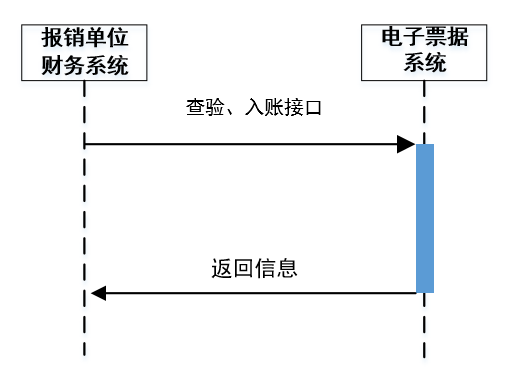 报销单位
财务系统
电子票据
系统
查验、入账接口
返回信息